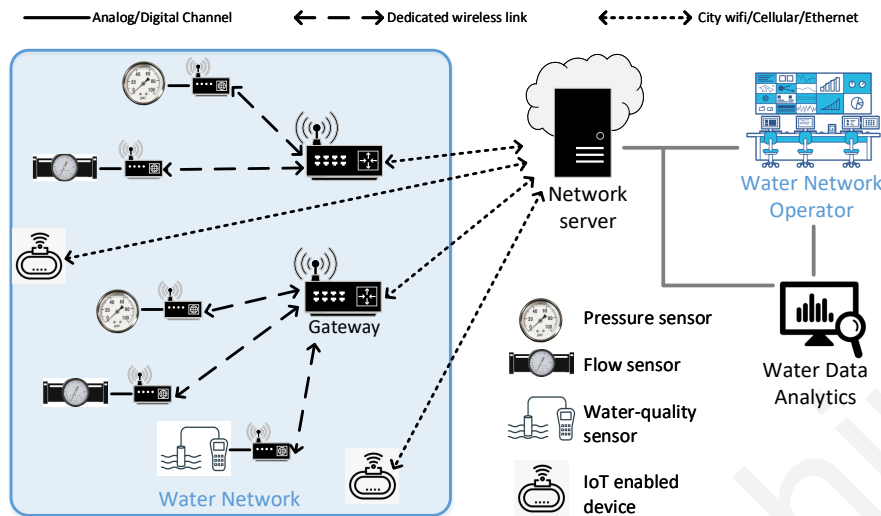 Analog/Digital Channel
Dedicated wireless link
City wifi/Cellular/Ethernet
Network
server
Water Network
Operator
Gateway
Pressure sensor
Flow sensor
Water Data
Analytics
Water-quality
sensor
IoT enabled
device
Water Network